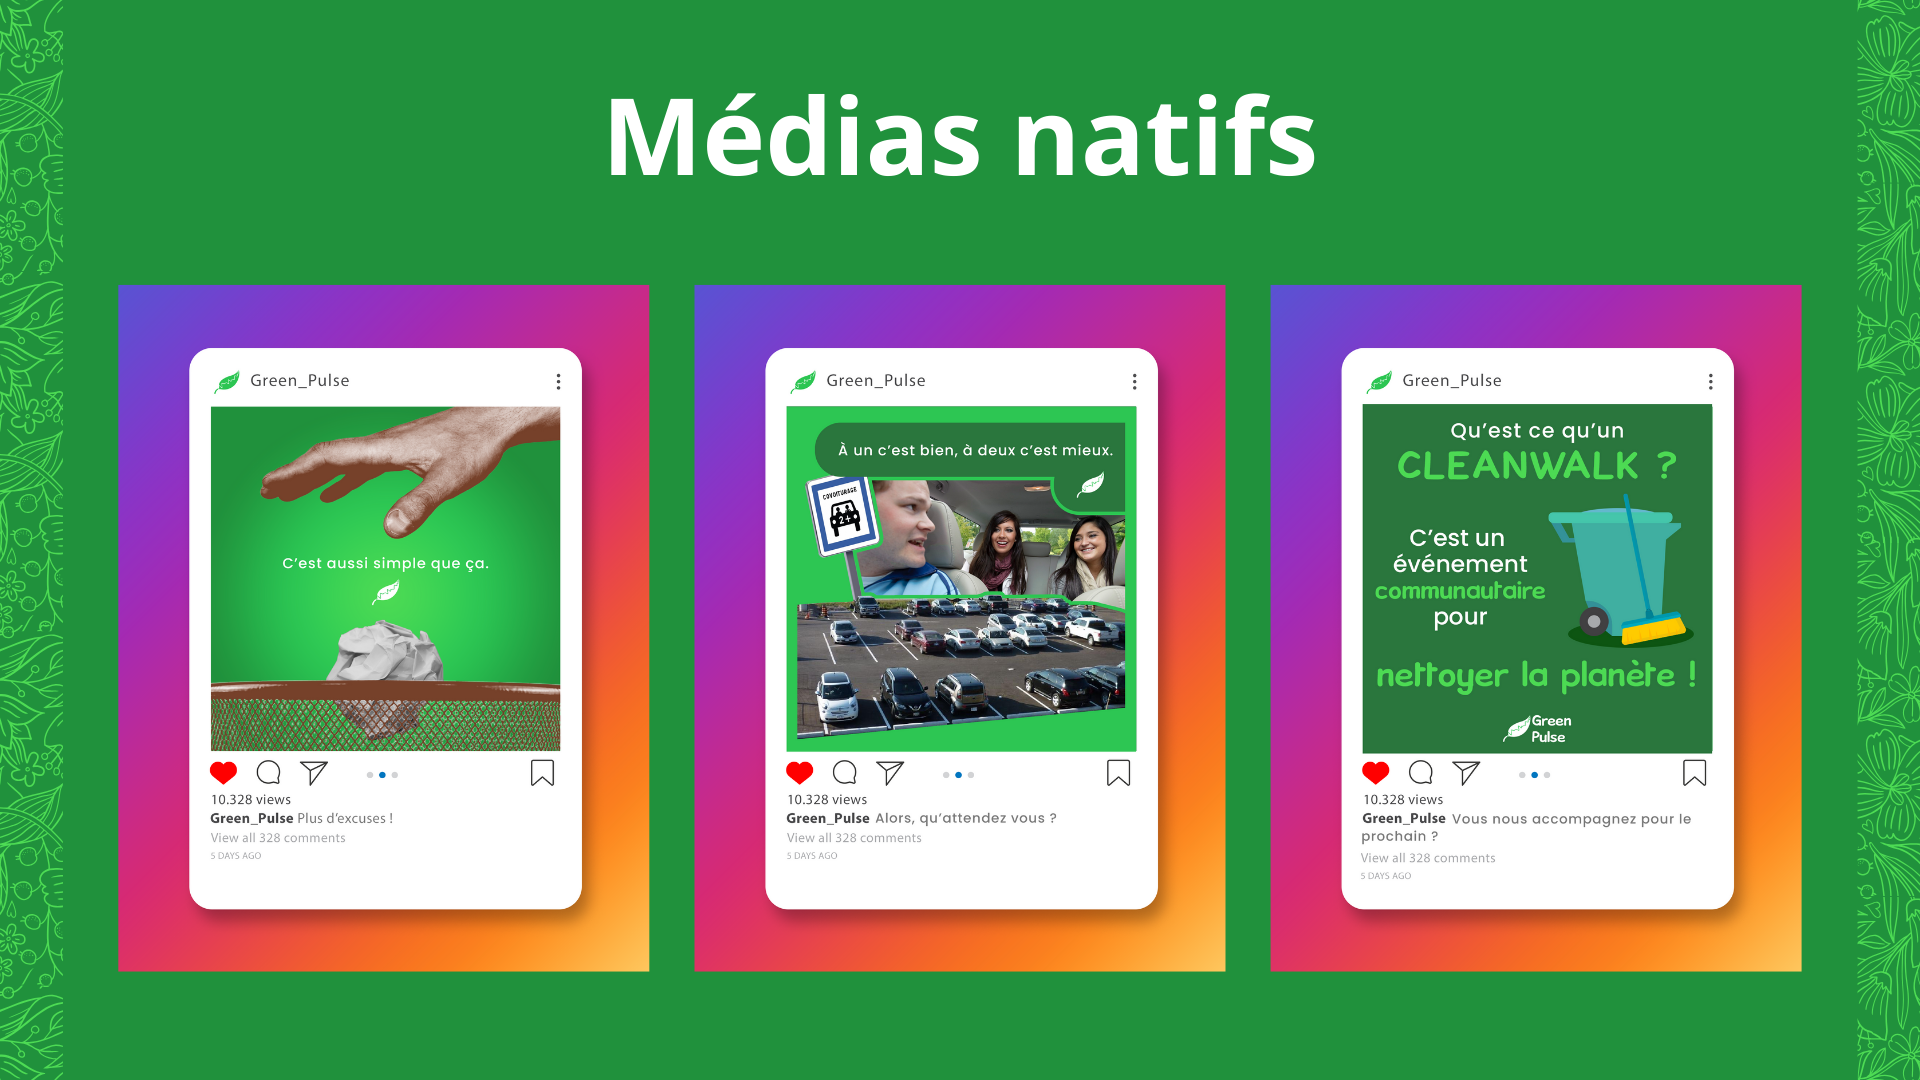 Médias natifs
Green_Pulse
C'est aussi simple que ça.
10.328 views
Green_Pulse Plus d'excuses !
View all 328 comments
5 DAYS AGO
Green_Pulse
À un c'est bien, à deux c'est mieux.
COVOITURAGE
2+
10.328 views
Green_Pulse Alors, qu'attendez vous ?
View all 328 comments
5 DAYS AGO
Green_Pulse
Qu'est ce qu'un
CLEANWALK ?
C'est un
événement
communautaire
pour
nettoyer la planète !
Green
Pulse
10.328 views
Green_Pulse Vous nous accompagnez pour le
prochain ?
View all 328 comments
5 DAYS AGO